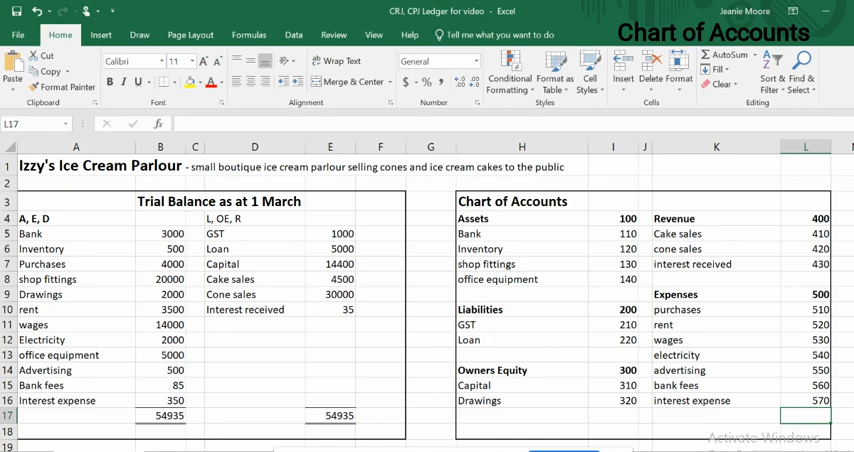 CRJ, CPJ Ledger for video - Excel
Jeanie Moore
Chart of Accounts
File Home Insert Draw Page Layout Formulas Data Review View Help Tell me what you want to do
Paste
Cut
Copy
Format Painter
Clipboard
Calibri 11
B I U
Font
Wrap Text
Merge & Center
Alignment
General
$ % ,
Number
Conditional Formatting
Format as Table
Cell Styles
Styles
Insert Delete Format
Cells
AutoSum
Fill
Clear
Sort & Filter
Find & Select
Editing
L17 fx
A B C D E F G H I J K L
1 Izzy's Ice Cream Parlour - small boutique ice cream parlour selling cones and ice cream cakes to the public
2
3 Trial Balance as at 1 March Chart of Accounts
4 A, E, D L, OE, R Assets 100 Revenue 400
5 Bank 3000 GST 1000 Bank 110 Cake sales 410
6 Inventory 500 Loan 5000 Inventory 120 cone sales 420
7 Purchases 4000 Capital 14400 shop fittings 130 interest received 430
8 shop fittings 20000 Cake sales 4500 office equipment 140
9 Drawings 2000 Cone sales 30000 Expenses 500
10 rent 3500 Interest received 35 Liabilities 200 purchases 510
11 wages 14000 GST 210 rent 520
12 Electricity 2000 Loan 220 wages 530
13 office equipment 5000 electricity 540
14 Advertising 500 Owners Equity 300 advertising 550
15 Bank fees 85 Capital 310 bank fees 560
16 Interest expense 350 Drawings 320 interest expense 570
17 54935 54935
18
19
Activate Windows